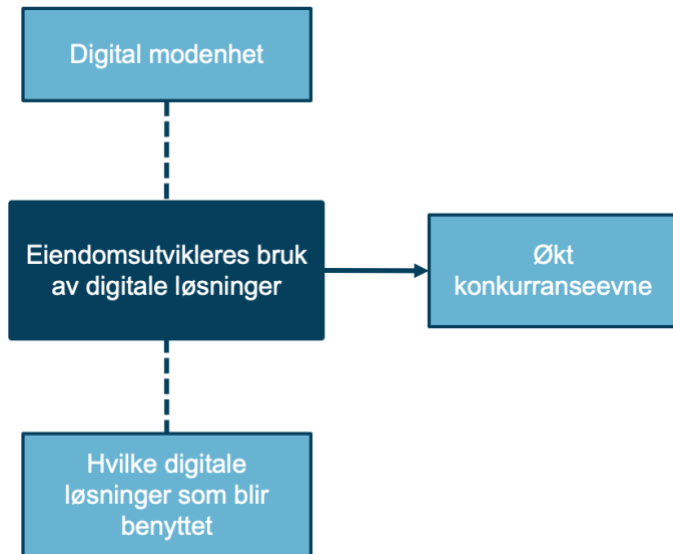 Digital modenhet
Eiendomsutvikleres bruk
av digitale løsninger
Økt
konkurranseevne
Hvilke digitale
løsninger som blir
benyttet